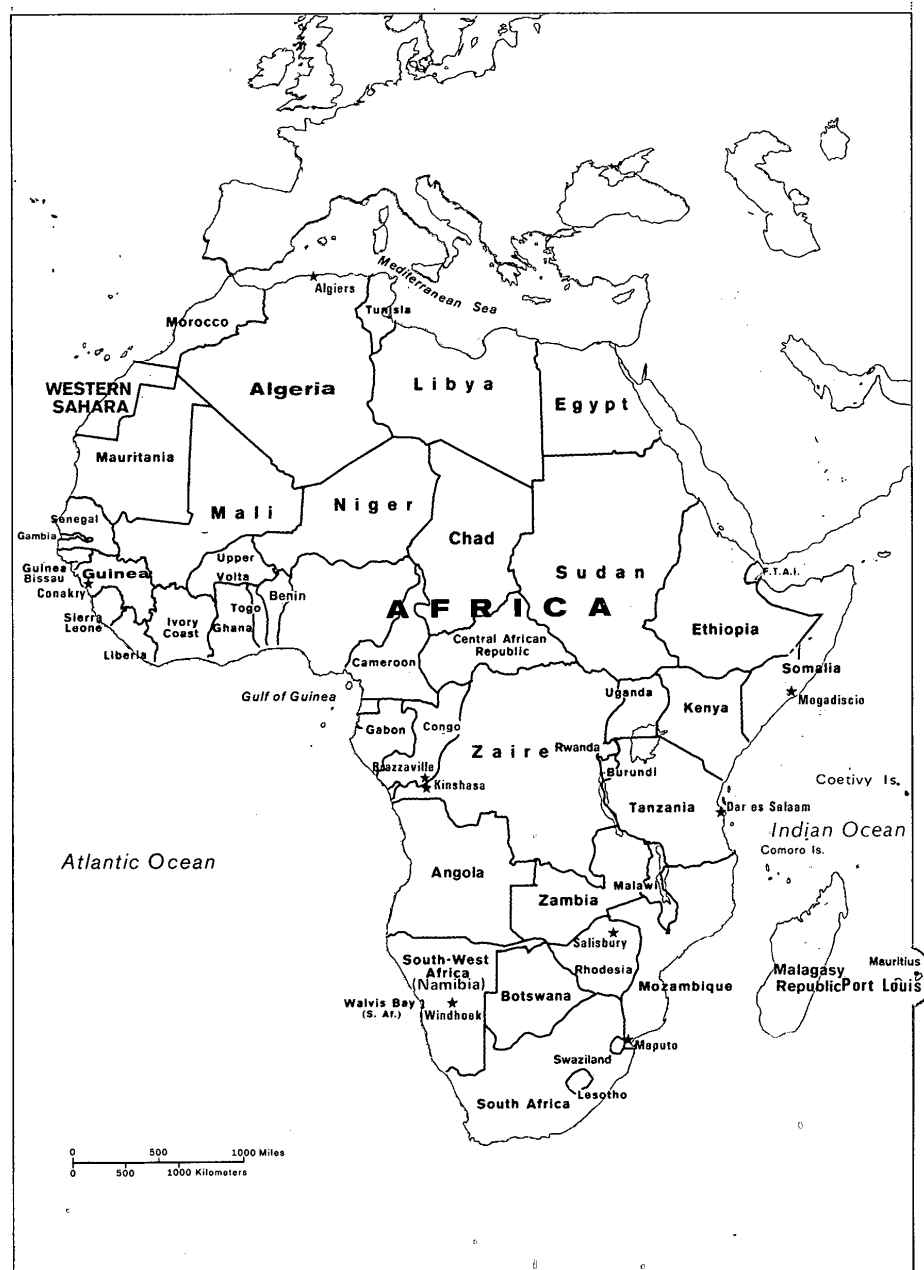 Mediterranean Sea
Algiers
Tunisia
Morocco
WESTERN
SAHARA
Algeria
Libya
Egypt
Mauritania
Mali
Niger
Chad
Sudan
Senegal
Gambia
Guinea
Bissau
Guinea
Conakry
Sierra
Leone
Liberia
Ivory
Coast
Upper
Volta
Togo
Ghana
Benin
AFRICA
F.T.A.I.
Ethiopia
Somalia
Mogadiscio
Central African
Republic
Cameroon
Gulf of Guinea
Gabon
Congo
Zaire
Uganda
Kenya
Rwanda
Burundi
Brazzaville
Kinshasa
Tanzania
Dar es Salaam
Coetivy Is.
Indian Ocean
Comoro Is.
Atlantic Ocean
Angola
Zambia
Malawi
Salisbury
Rhodesia
South-West
Africa
(Namibia)
Walvis Bay
(S. Af.)
Windhoek
Botswana
Mozambique
Malagasy
Republic
Mauritius
Port Louis
Maputo
Swaziland
Lesotho
South Africa
0 500 1000 Miles
0 500 1000 Kilometers